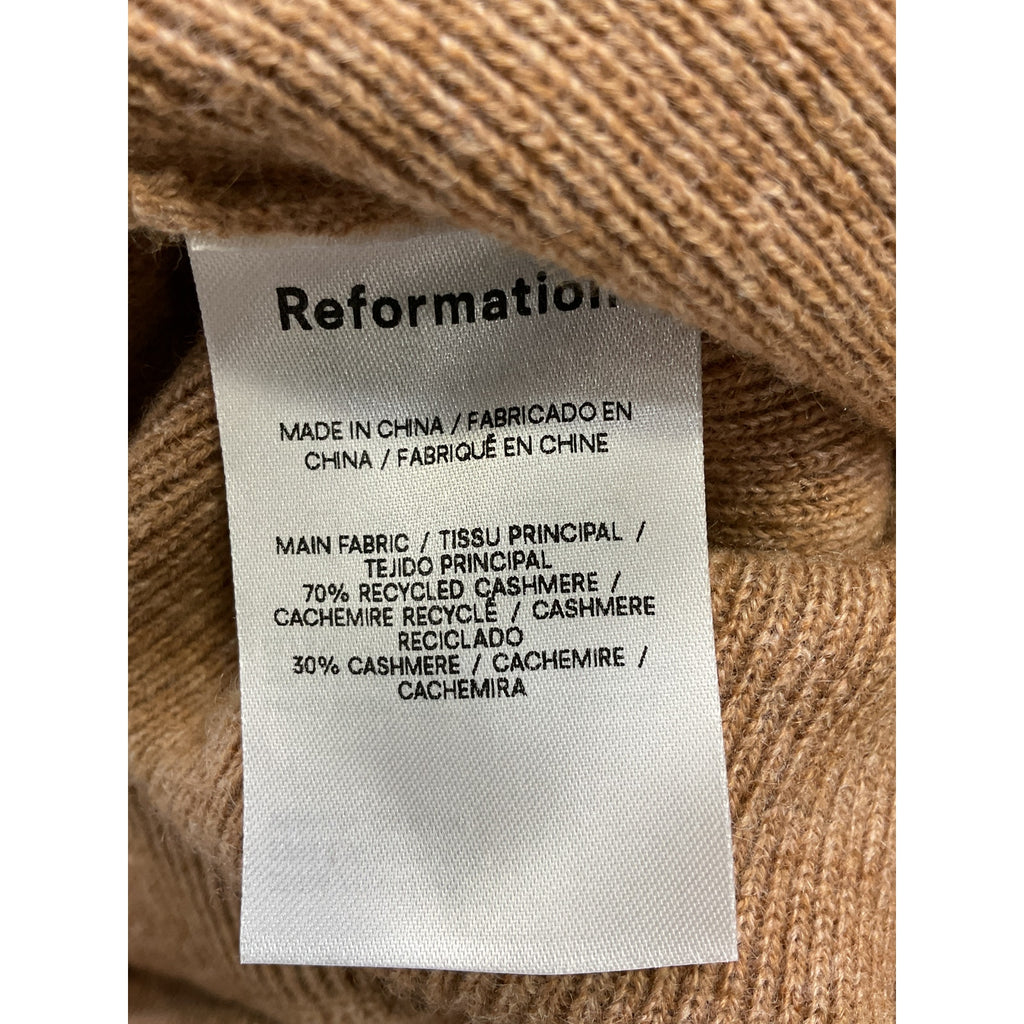 Reformation
MADE IN CHINA / FABRICADO EN
CHINA / FABRIQUÉ EN CHINE
MAIN FABRIC / TISSU PRINCIPAL /
TEJIDO PRINCIPAL
70% RECYCLED CASHMERE /
CACHEMIRE RECYCLÉ / CASHMERE
RECICLADO
30% CASHMERE / CACHEMIRE /
CACHEMIRA